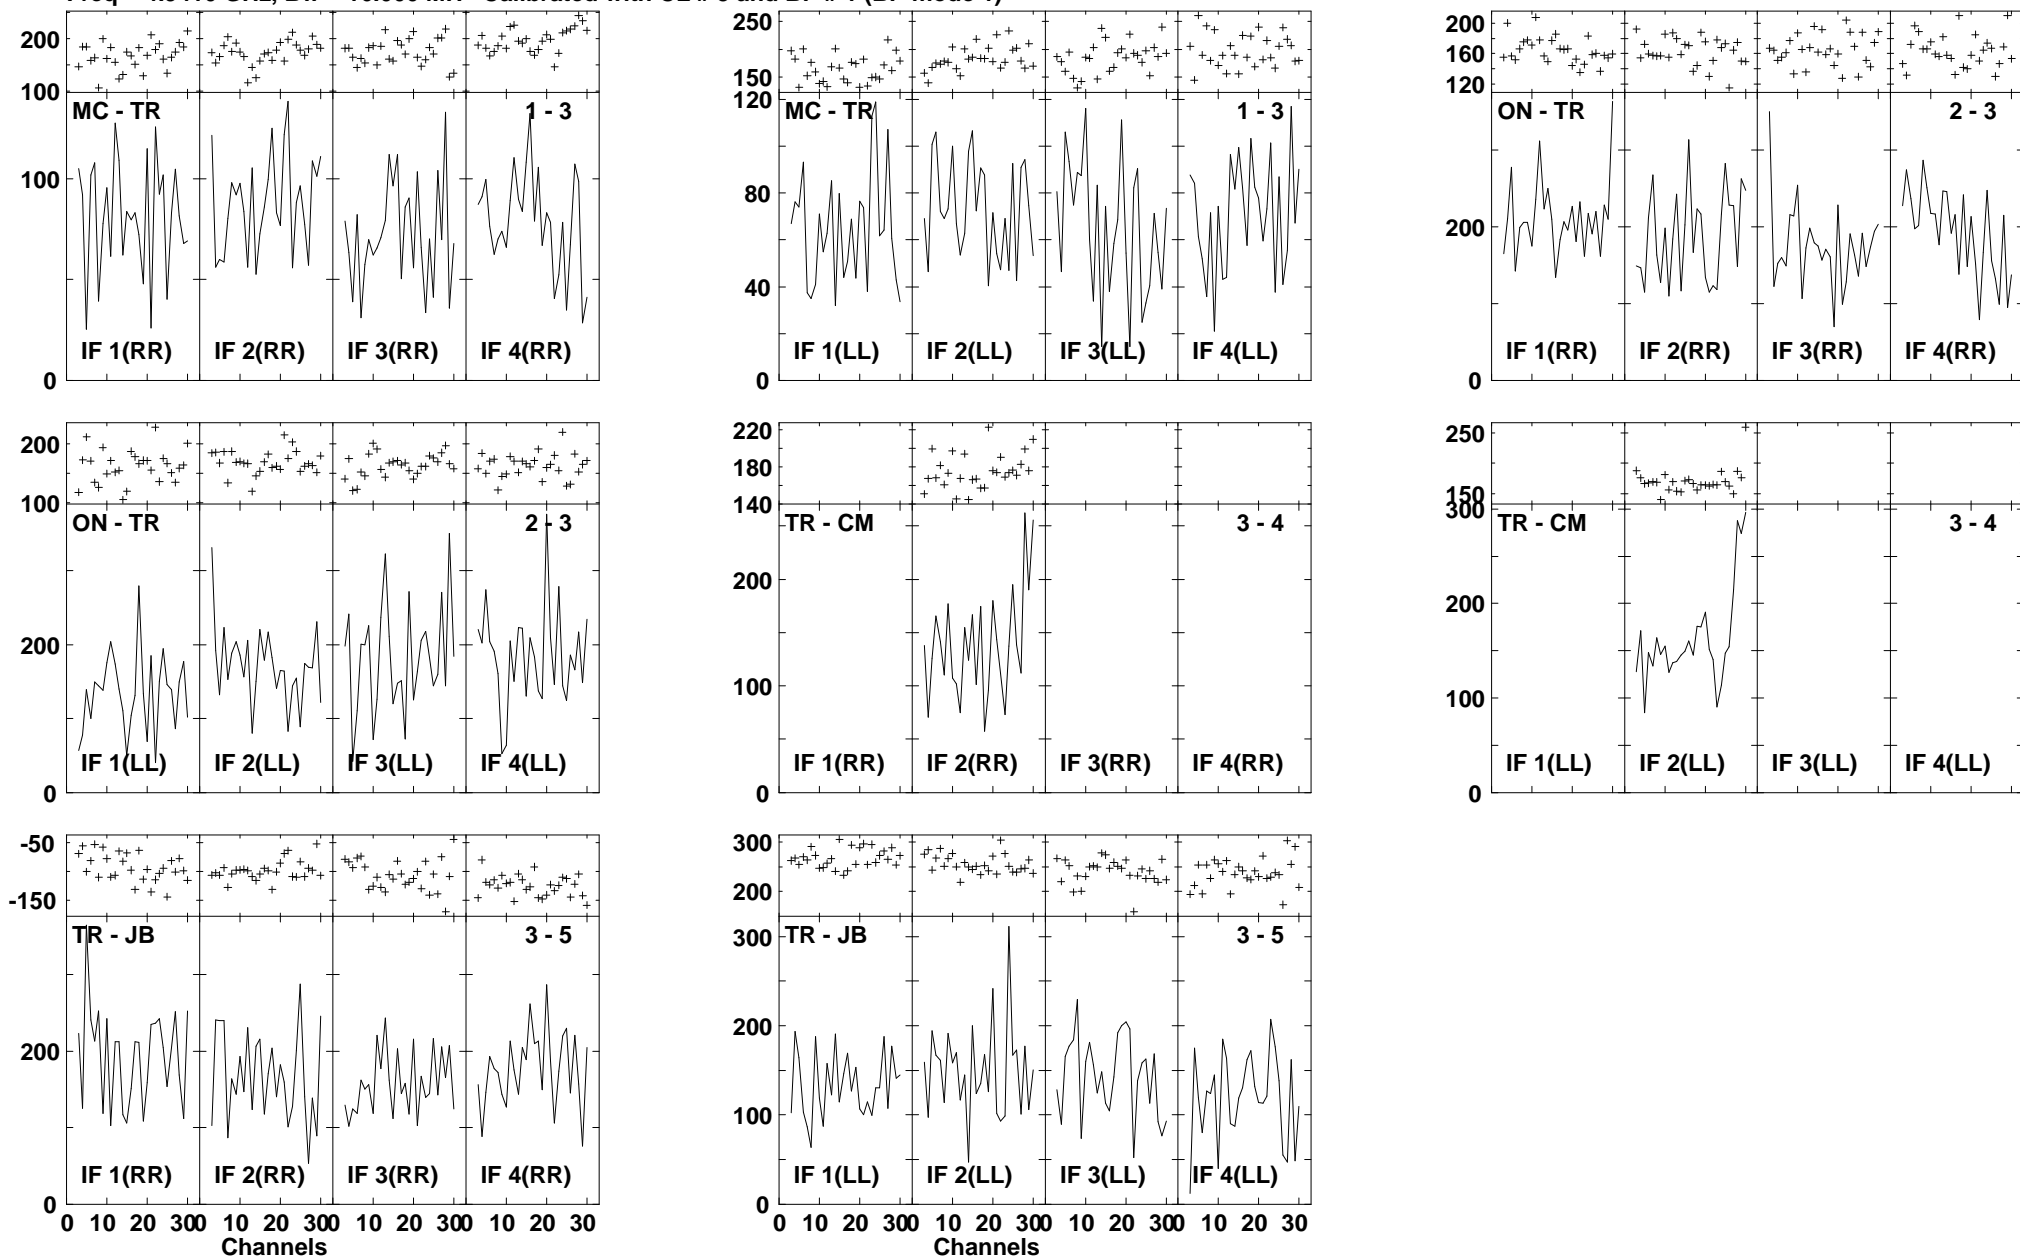 200 100
MC - TR 1 - 3
100
0
IF 1(RR) IF 2(RR) IF 3(RR) IF 4(RR)
250
150
120
MC - TR 1 - 3
80
40
0
IF 1(LL) IF 2(LL) IF 3(LL) IF 4(LL)
200
160
120
ON - TR 2 - 3
200
0
IF 1(RR) IF 2(RR) IF 3(RR) IF 4(RR)
200
100
ON - TR 2 - 3
200
0
IF 1(LL) IF 2(LL) IF 3(LL) IF 4(LL)
220
180
140
TR - CM 3 - 4
200
100
0
IF 1(RR) IF 2(RR) IF 3(RR) IF 4(RR)
250
150
300
TR - CM 3 - 4
200
100
0
IF 1(LL) IF 2(LL) IF 3(LL) IF 4(LL)
-50
-150
TR - JB 3 - 5
200
0
IF 1(RR) IF 2(RR) IF 3(RR) IF 4(RR)
0 10 20 30 0 10 20 30 0 10 20 30 0 10 20 30
Channels
300
200
300
TR - JB 3 - 5
200
100
0
IF 1(LL) IF 2(LL) IF 3(LL) IF 4(LL)
0 10 20 30 0 10 20 30 0 10 20 30 0 10 20 30
Channels